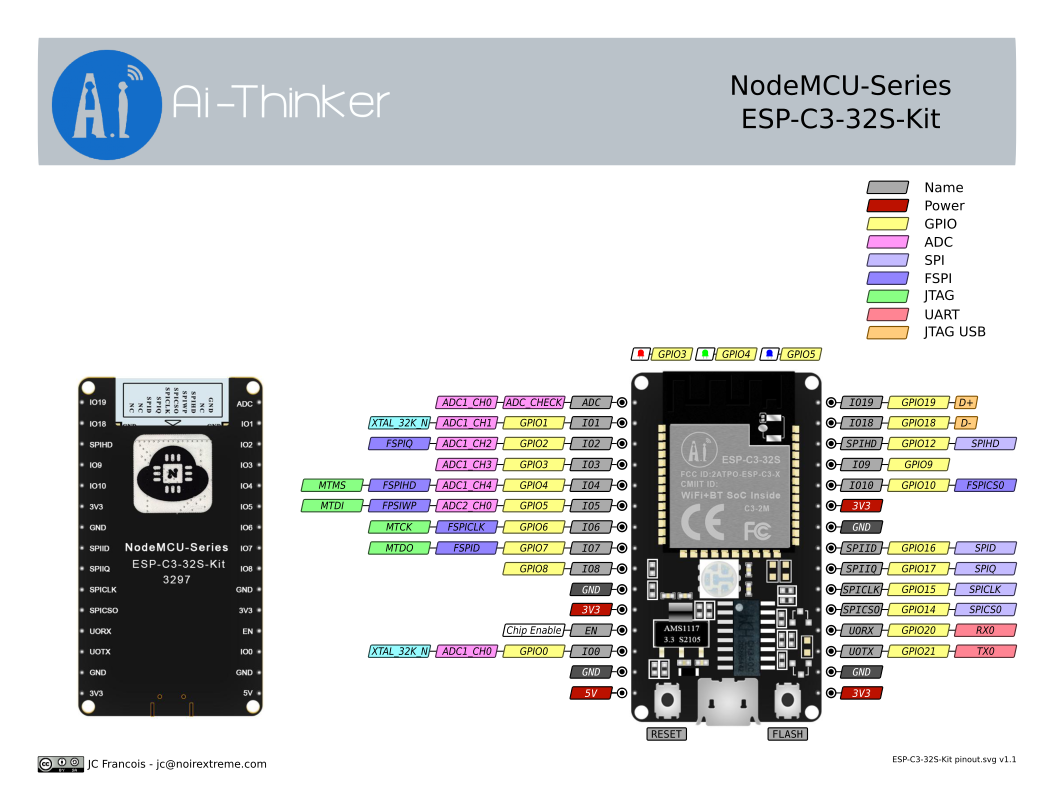 Ai-Thinker
NodeMCU-Series
ESP-C3-32S-Kit
Name
Power
GPIO
ADC
SPI
FSPI
JTAG
UART
JTAG USB
GPIO3 GPIO4 GPIO5
ADC1_CH0 ADC_CHECK ADC
XTAL_32K_N ADC1_CH1 GPIO1 IO1
FSPIQ ADC1_CH2 GPIO2 IO2
ADC1_CH3 GPIO3 IO3
MTMS FSPIHD ADC1_CH4 GPIO4 IO4
MTDI FPSIWP ADC2_CH0 GPIO5 IO5
MTCK FSPICLK GPIO6 IO6
MTDO FSPID GPIO7 IO7
GPIO8 IO8
GND
3V3
Chip Enable EN
XTAL_32K_N ADC1_CH0 GPIO0 IO0
GND
5V
IO19 GPIO19 D+
IO18 GPIO18 D-
SPIHD GPIO12 SPIHD
IO9 GPIO9
IO10 GPIO10 FSPICS0
3V3
GND
SPIID GPIO16 SPID
SPIIQ GPIO17 SPIQ
SPICLK GPIO15 SPICLK
SPICSO GPIO14 SPICS0
UORX GPIO20 RX0
UOTX GPIO21 TX0
GND
3V3
Ai
ESP-C3-32S
FCC ID:2ATPO-ESP-C3-X
CMIIT ID:
WiFi+BT SoC Inside
C3-2M
CE FC
AMS1117
3.3 S2105
RESET FLASH
NC
NC
SPID
SPIQ
SPICLK
SPICSO
SPIWP
SPIHD
NC
GND
IO19 ADC
IO18 IO1
SPIHD IO2
IO9 IO3
IO10 IO4
3V3 IO5
GND IO6
SPIID IO7
SPIIQ IO8
SPICLK GND
SPICSO 3V3
UORX EN
UOTX IO0
GND GND
3V3 5V
NodeMCU-Series
ESP-C3-32S-Kit
3297
cc BY SA
JC Francois - jc@noirextreme.com
ESP-C3-32S-Kit pinout.svg v1.1